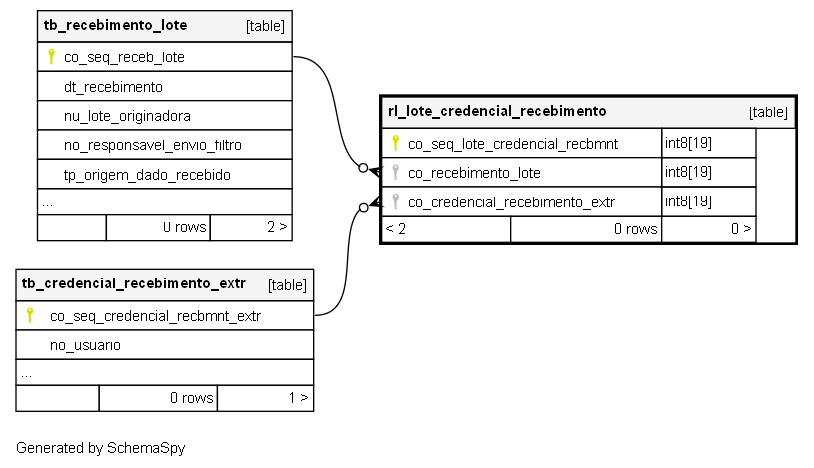 tb_recebimento_lote [table]
co_seq_receb_lote
dt_recebimento
nu_lote_originadora
no_responsavel_envio_filtro
tp_origem_dado_recebido
...
0 rows 2 >
rl_lote_credencial_recebimento [table]
co_seq_lote_credencial_recbmnt int8[19]
co_recebimento_lote int8[19]
co_credencial_recebimento_extr int8[19]
< 2 0 rows 0 >
tb_credencial_recebimento_extr [table]
co_seq_credencial_recbmnt_extr
no_usuario
...
0 rows 1 >
Generated by SchemaSpy